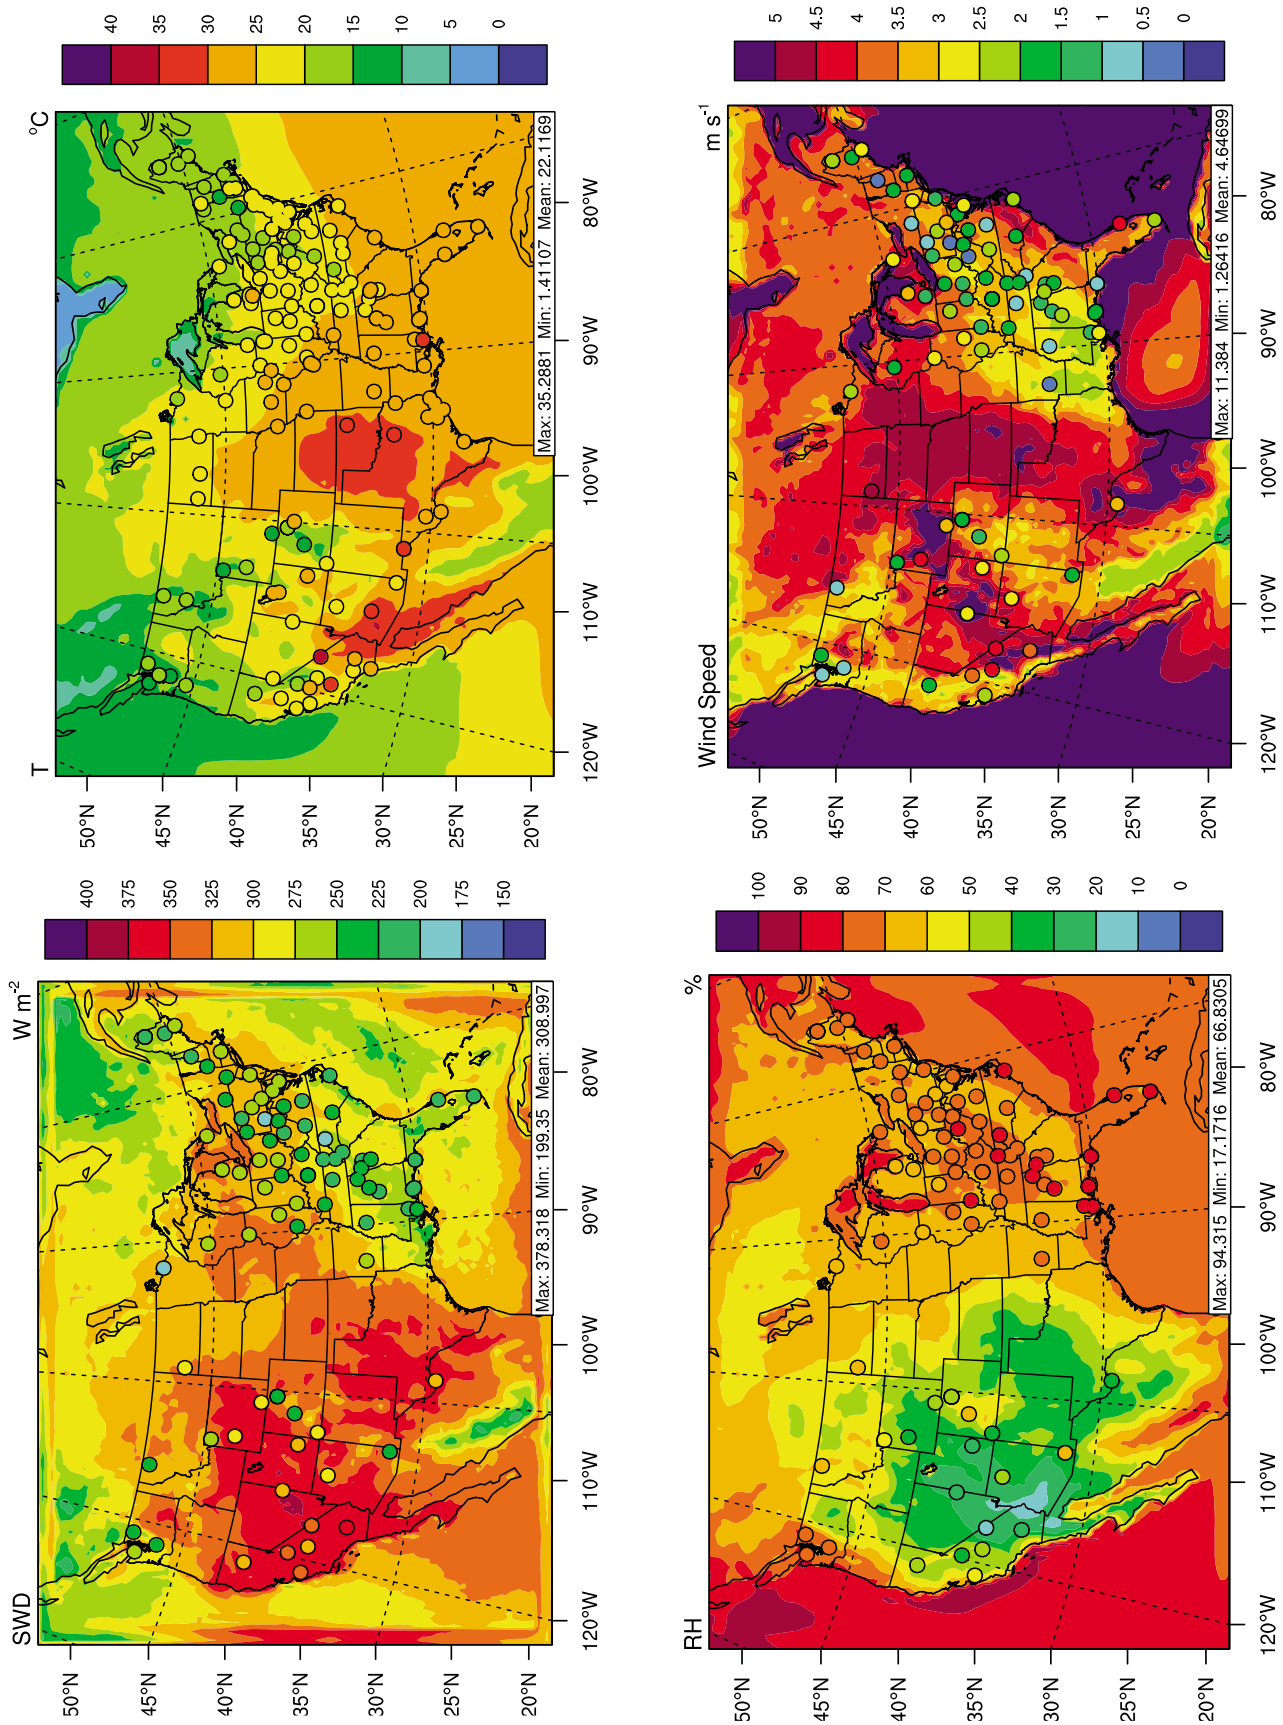 SWD W m⁻²
50°N
45°N
40°N
35°N
30°N
25°N
20°N
120°W 110°W 100°W 90°W 80°W
Max: 378.318 Min: 199.35 Mean: 308.997
400
375
350
325
300
275
250
225
200
175
150
T °C
50°N
45°N
40°N
35°N
30°N
25°N
20°N
120°W 110°W 100°W 90°W 80°W
Max: 35.2881 Min: 1.41107 Mean: 22.1169
40
35
30
25
20
15
10
5
0
RH %
50°N
45°N
40°N
35°N
30°N
25°N
20°N
120°W 110°W 100°W 90°W 80°W
Max: 94.315 Min: 17.1716 Mean: 66.8305
100
90
80
70
60
50
40
30
20
10
0
Wind Speed m s⁻¹
50°N
45°N
40°N
35°N
30°N
25°N
20°N
120°W 110°W 100°W 90°W 80°W
Max: 11.384 Min: 1.26416 Mean: 4.64699
5
4.5
4
3.5
3
2.5
2
1.5
1
0.5
0